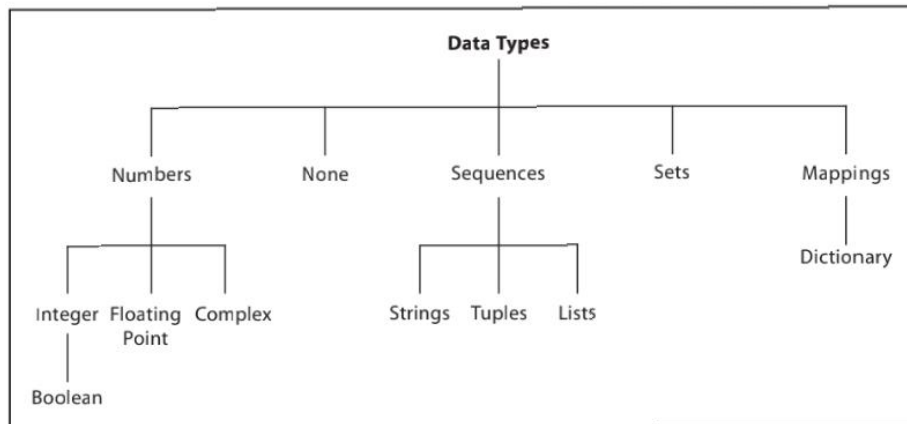 Data Types
Numbers None Sequences Sets Mappings
Dictionary
Integer Floating Point Complex Strings Tuples Lists
Boolean